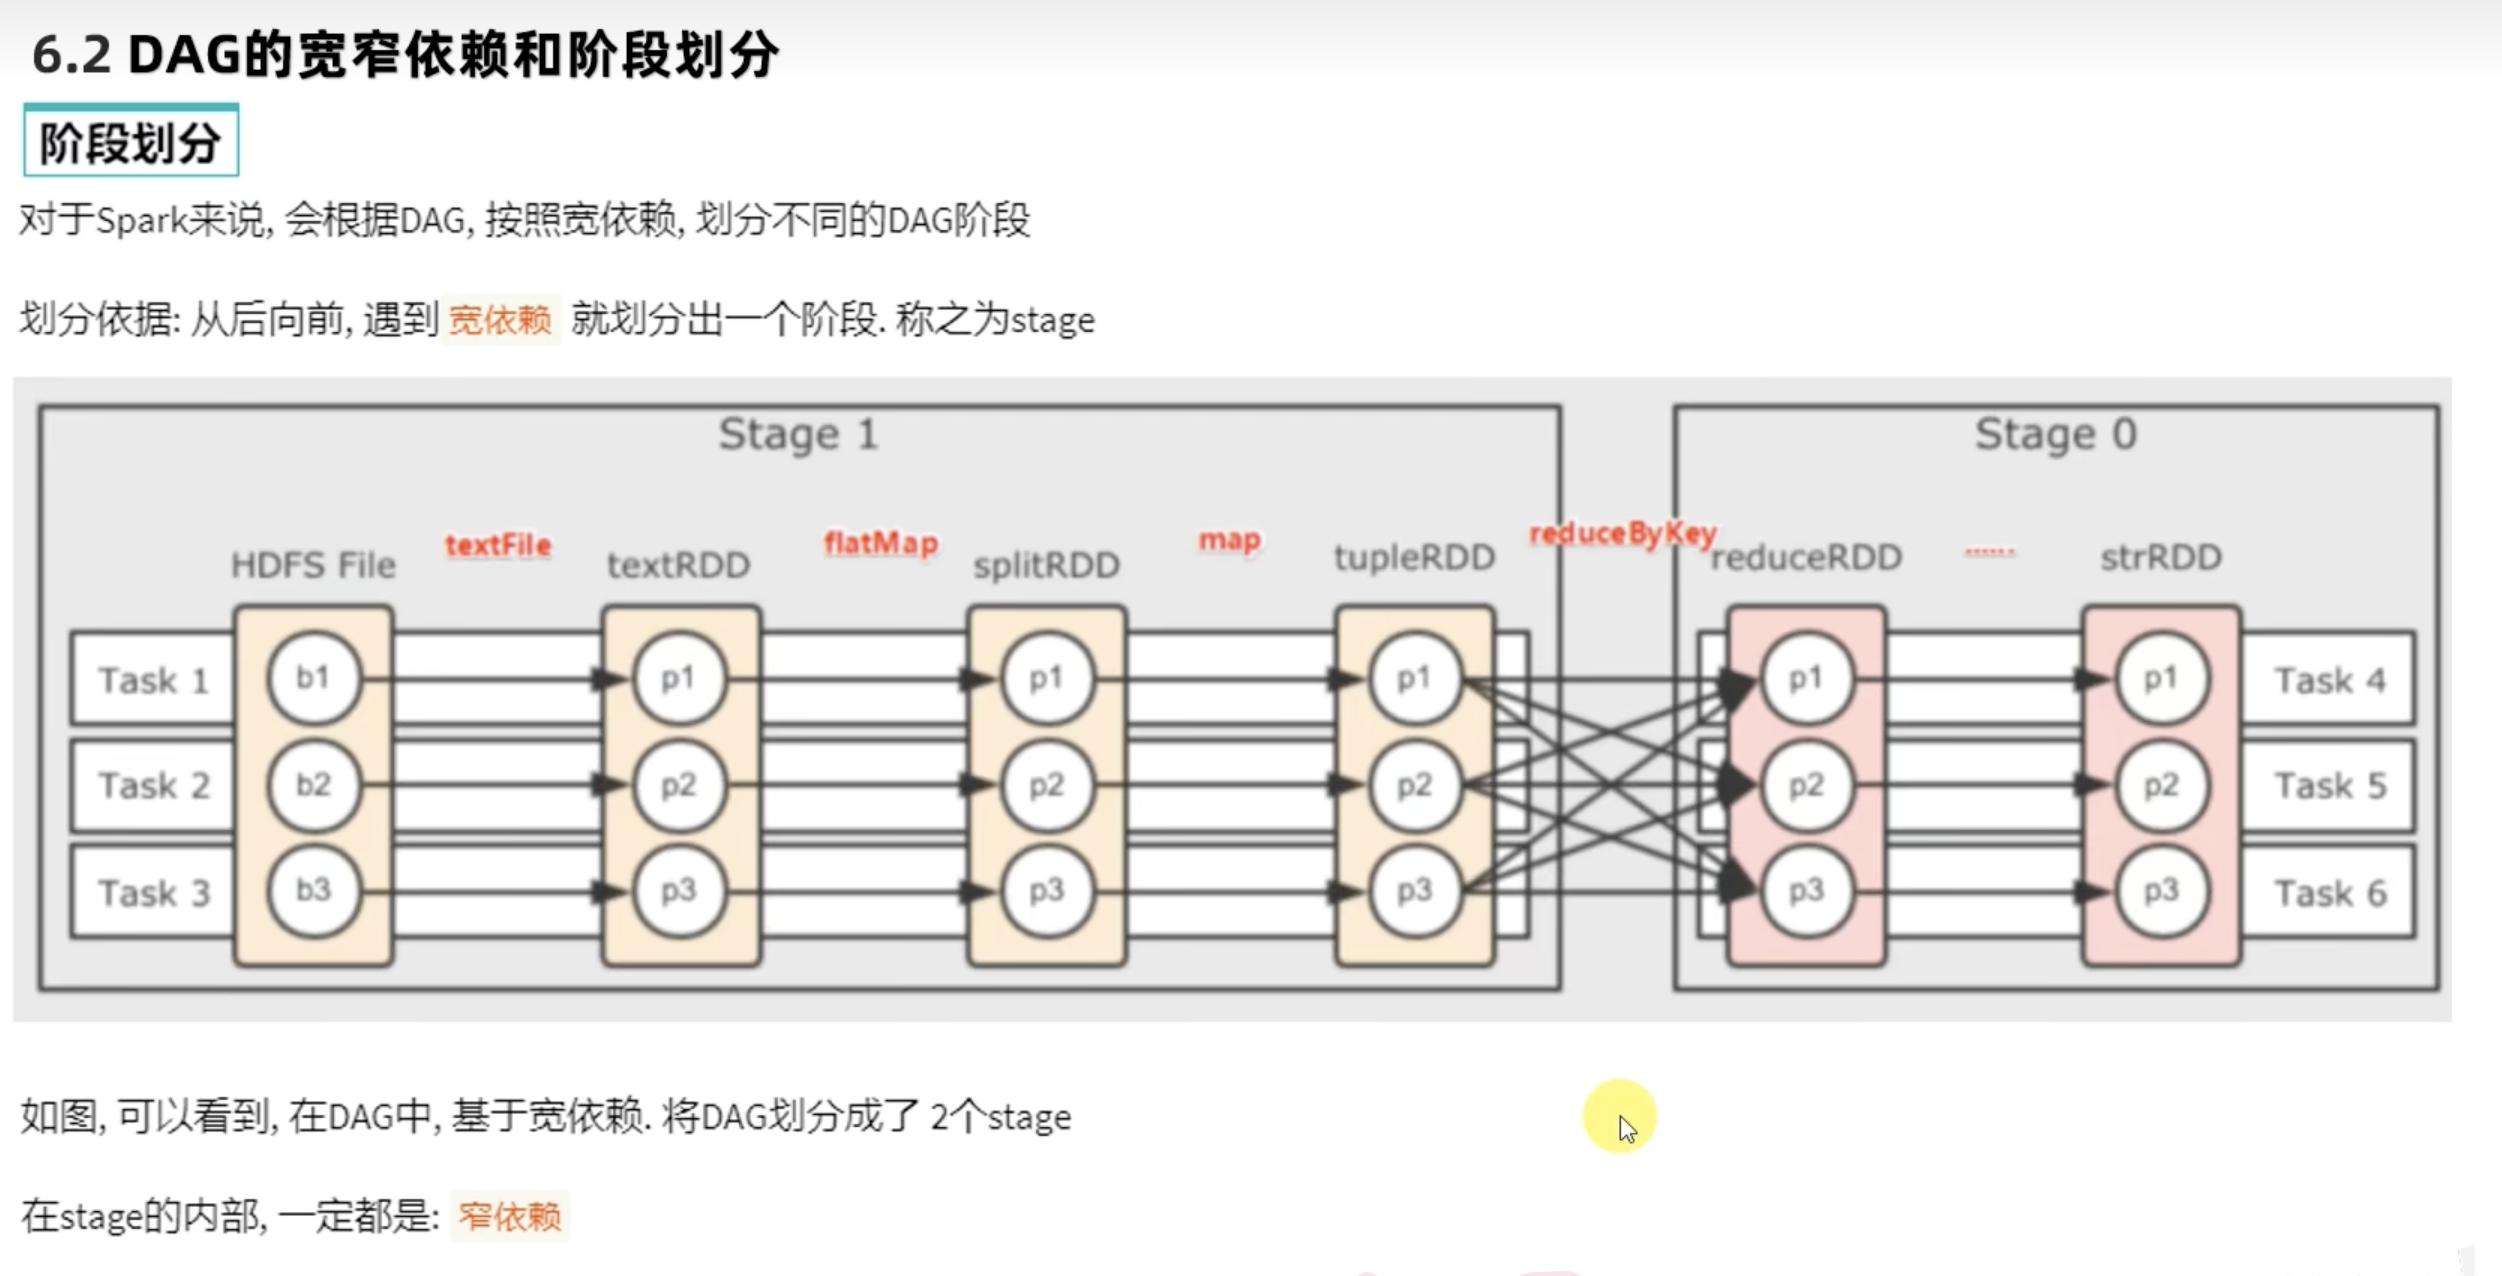 6.2 DAG的宽窄依赖和阶段划分
阶段划分
对于Spark来说, 会根据DAG, 按照宽依赖, 划分不同的DAG阶段
划分依据: 从后向前, 遇到 宽依赖 就划分出一个阶段. 称之为stage
Stage 1
Stage 0
HDFS File textFile textRDD flatMap splitRDD map tupleRDD reduceByKey reduceRDD ...... strRDD
Task 1 b1 p1 p1 p1 p1 p1 Task 4
Task 2 b2 p2 p2 p2 p2 p2 Task 5
Task 3 b3 p3 p3 p3 p3 p3 Task 6
如图, 可以看到, 在DAG中, 基于宽依赖. 将DAG划分成了 2个stage
在stage的内部, 一定都是: 窄依赖